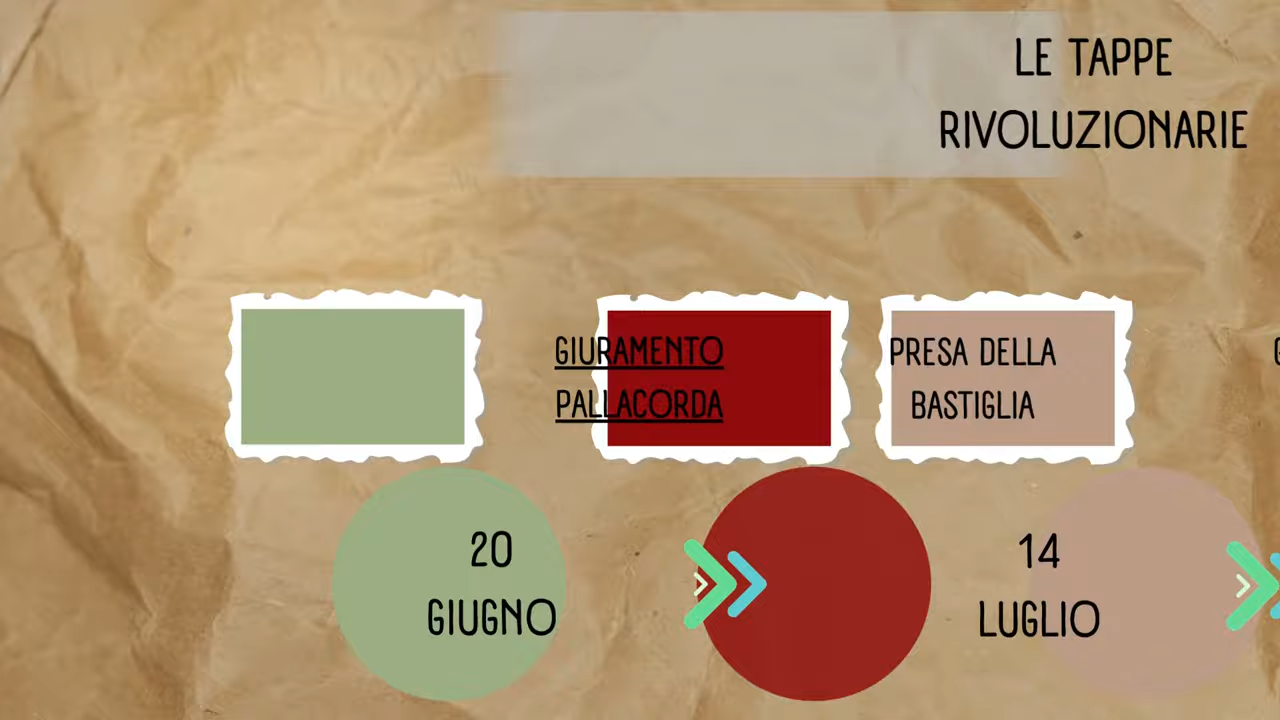 LE TAPPE
RIVOLUZIONARIE
GIURAMENTO
PALLACORDA
PRESA DELLA
BASTIGLIA
20
GIUGNO
14
LUGLIO